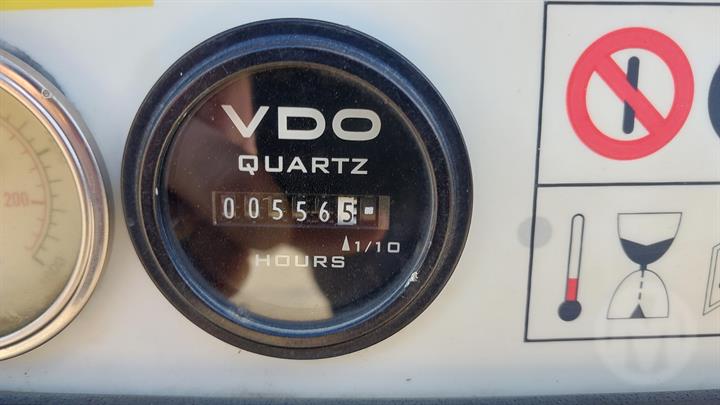 VDO
QUARTZ
005565
1/10
HOURS
200